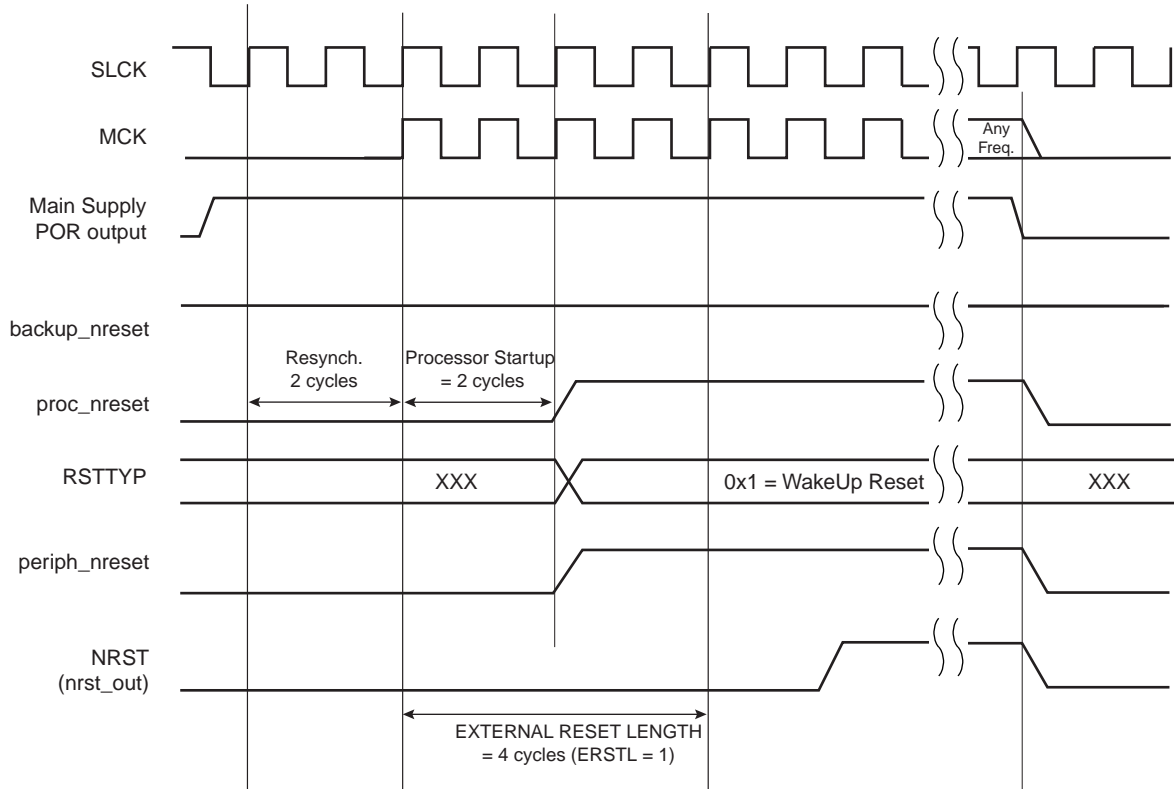 SLCK
MCK
Any
Freq.
Main Supply
POR output
backup_nreset
Resynch.
2 cycles
Processor Startup
= 2 cycles
proc_nreset
RSTTYP
XXX
0x1 = WakeUp Reset
XXX
periph_nreset
NRST
(nrst_out)
EXTERNAL RESET LENGTH
= 4 cycles (ERSTL = 1)